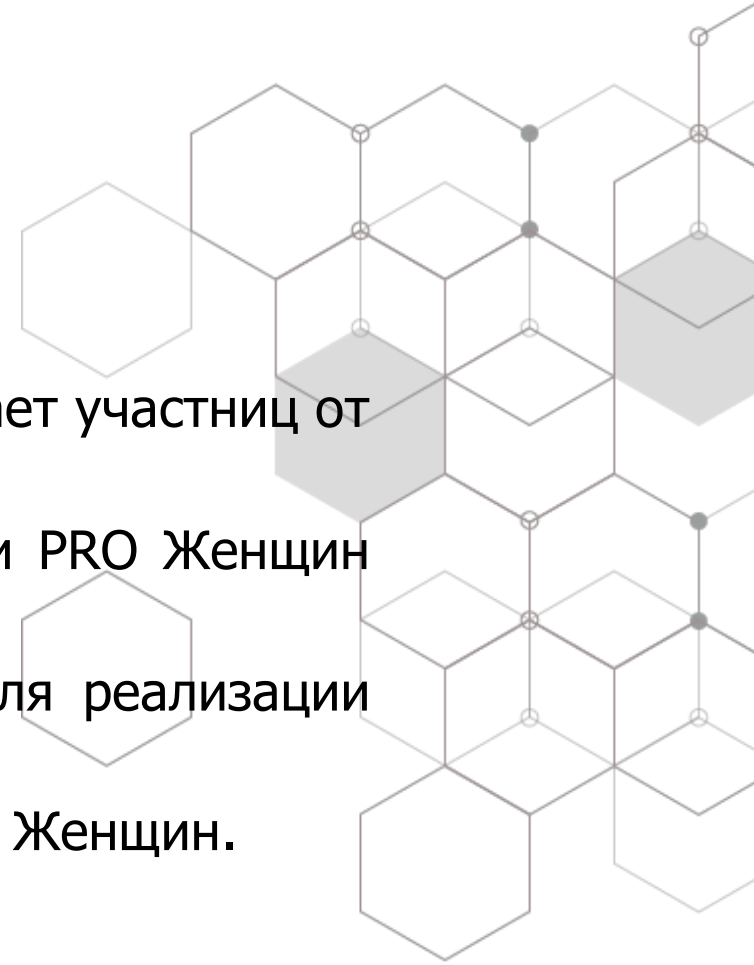 ет участниц от
и PRO Женщин
ля реализации
Женщин.